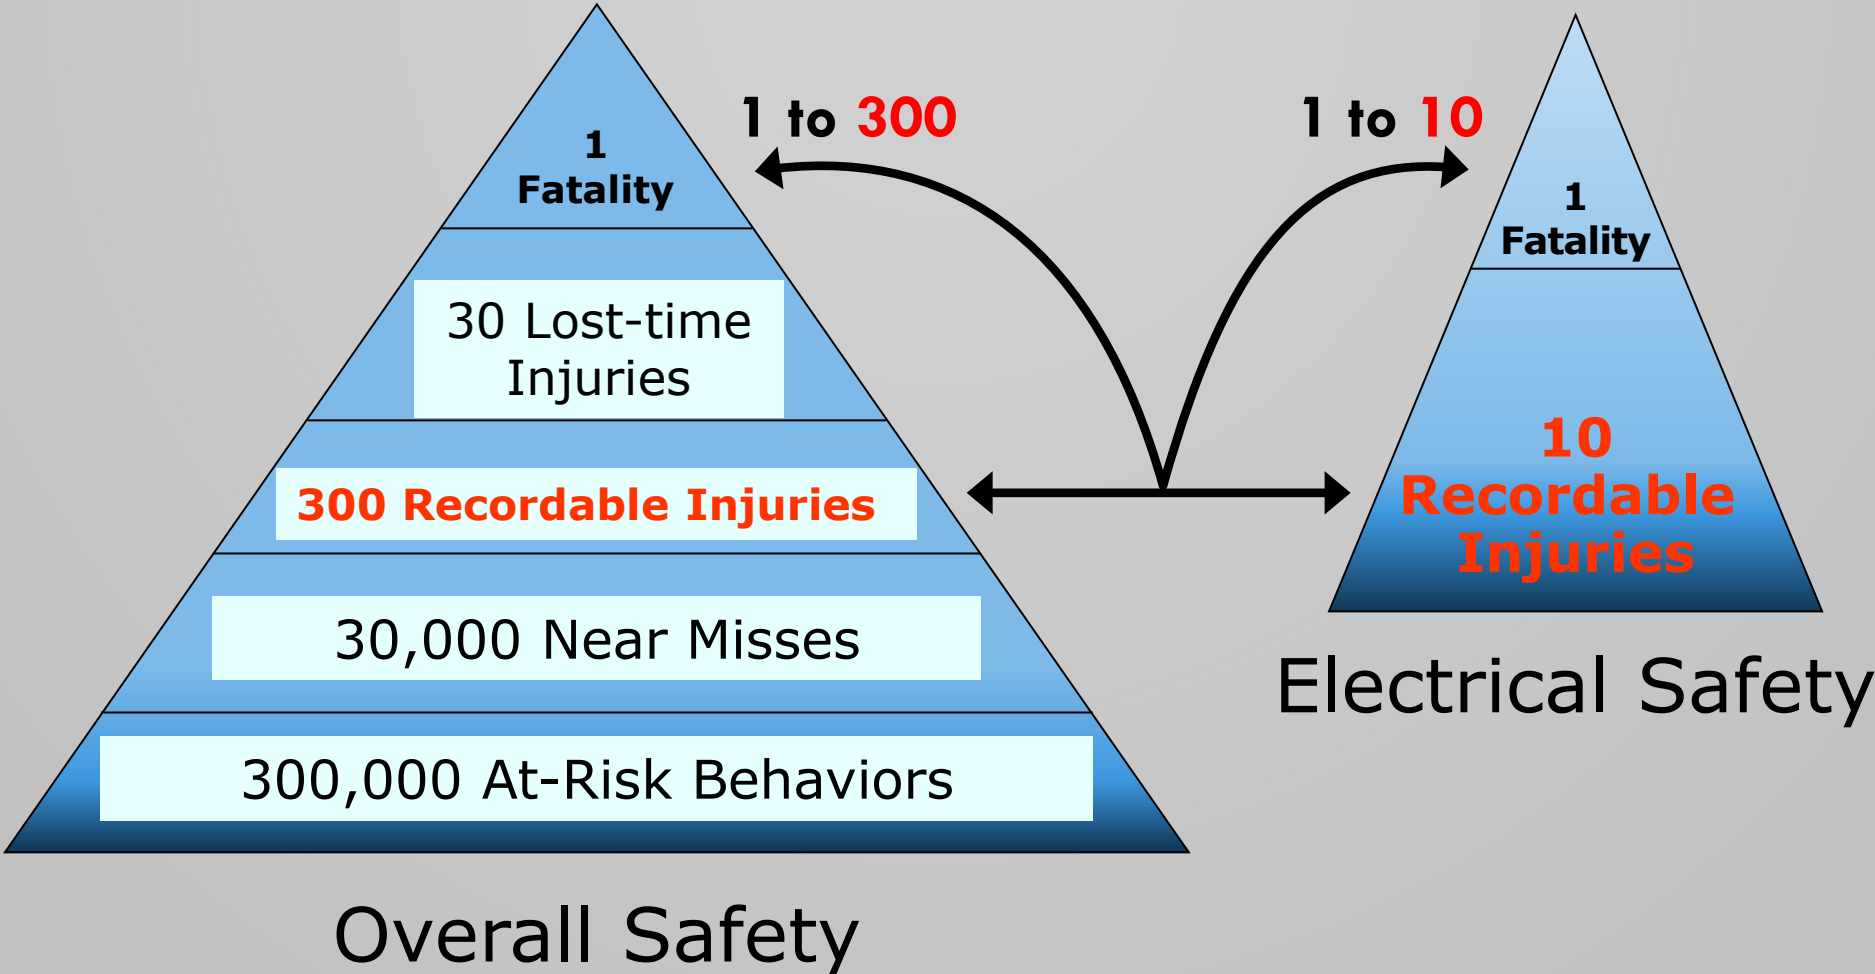 1 to 300
1 to 10
1
Fatality
30 Lost-time
Injuries
300 Recordable Injuries
30,000 Near Misses
300,000 At-Risk Behaviors
Overall Safety
1
Fatality
10
Recordable
Injuries
Electrical Safety